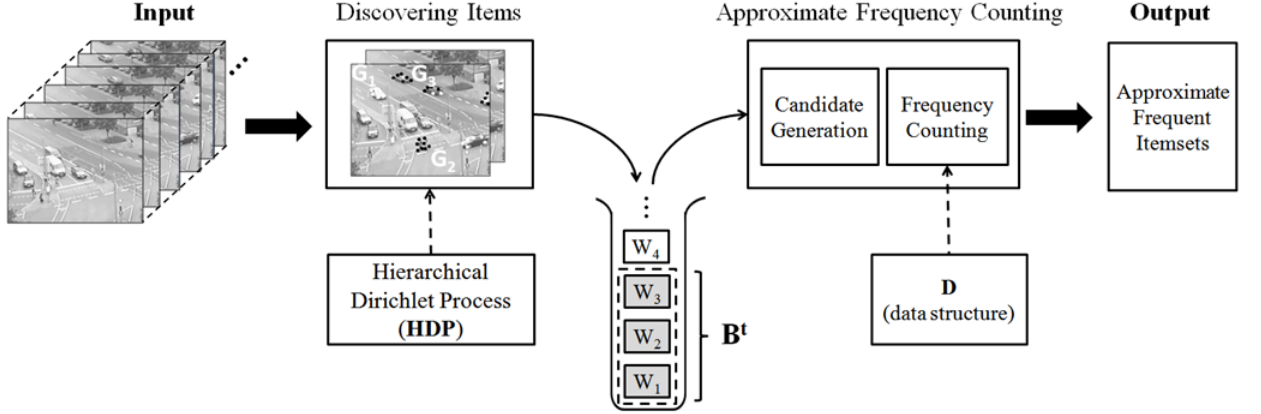 Input
Discovering Items
Approximate Frequency Counting
Output
G1
G3
G2
Candidate
Generation
Frequency
Counting
Approximate
Frequent
Itemsets
Hierarchical
Dirichlet Process
(HDP)
W4
W3
W2
W1
Bt
D
(data structure)